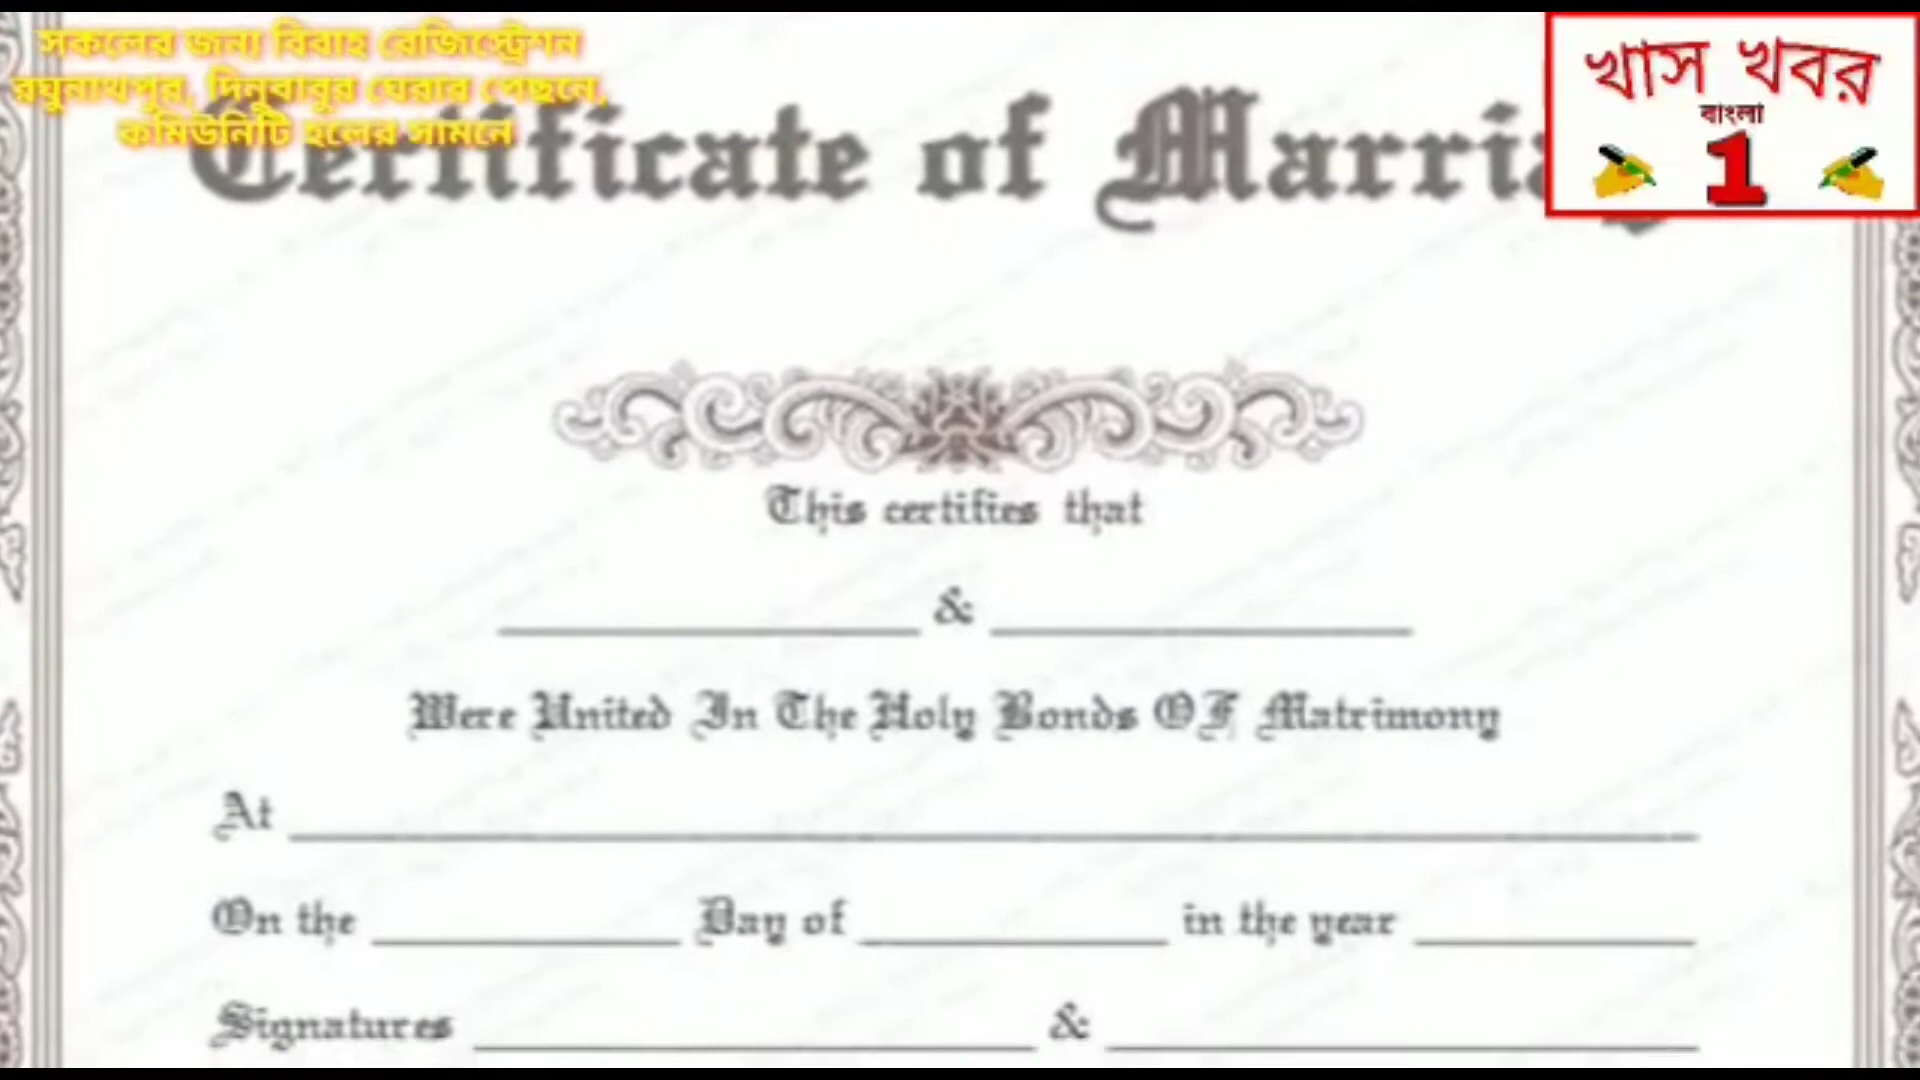 সকলের জন্য বিবাহ রেজিস্ট্রেশন
রঘুনাথপুর, দিনুবাবুর ঘেরার পেছনে,
কমিউনিটি হলের সামনে
খাস খবর
বাংলা
1
Certificate of Marria
This certifies that
&
Were United In The Holy Bonds OF Matrimony
At
On the Day of in the year
Signatures &